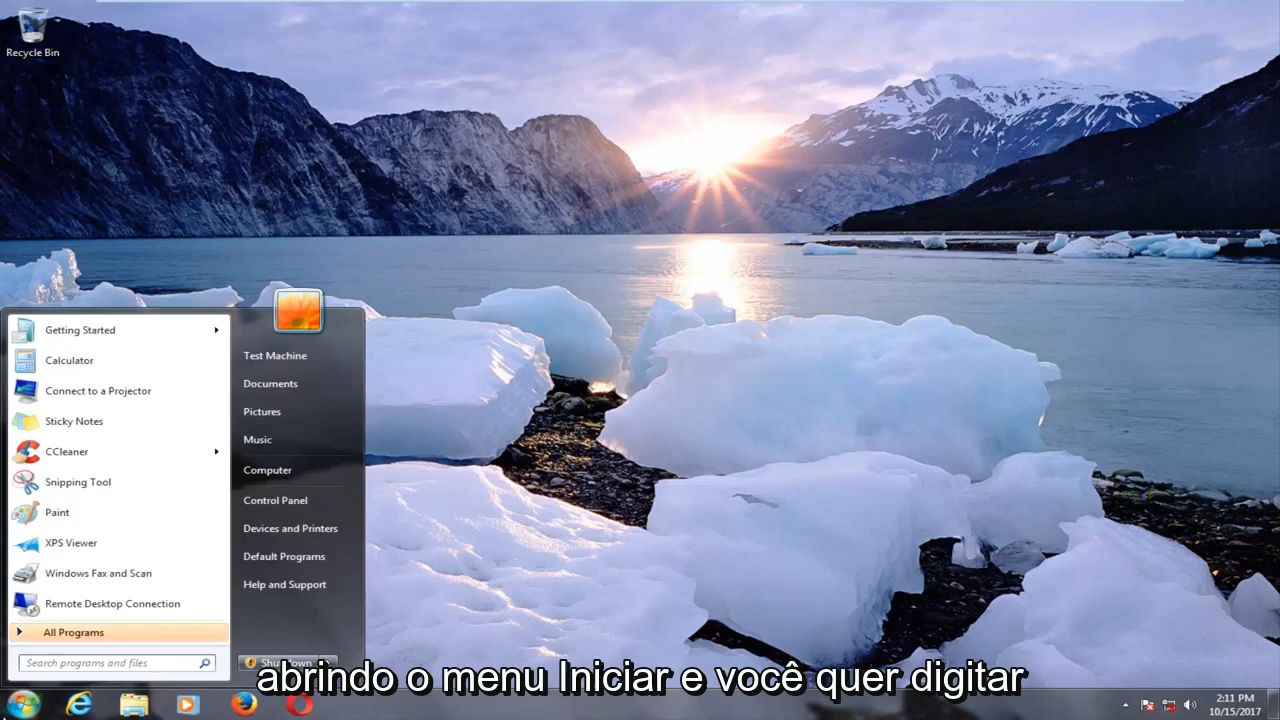 Recycle Bin
Getting Started
Calculator
Connect to a Projector
Sticky Notes
CCleaner
Snipping Tool
Paint
XPS Viewer
Windows Fax and Scan
Remote Desktop Connection
All Programs
Search programs and files
Test Machine
Documents
Pictures
Music
Computer
Control Panel
Devices and Printers
Default Programs
Help and Support
Shut down
abrindo o menu Iniciar e você quer digitar
2:11 PM
10/15/2017